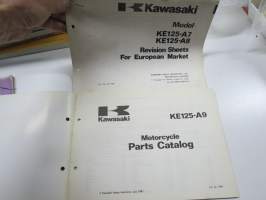 Kawasaki
Model
KE125-A7
KE125-A8
Revision Sheets
For European Market
Kawasaki
KE125-A9
Motorcycle
Parts Catalog